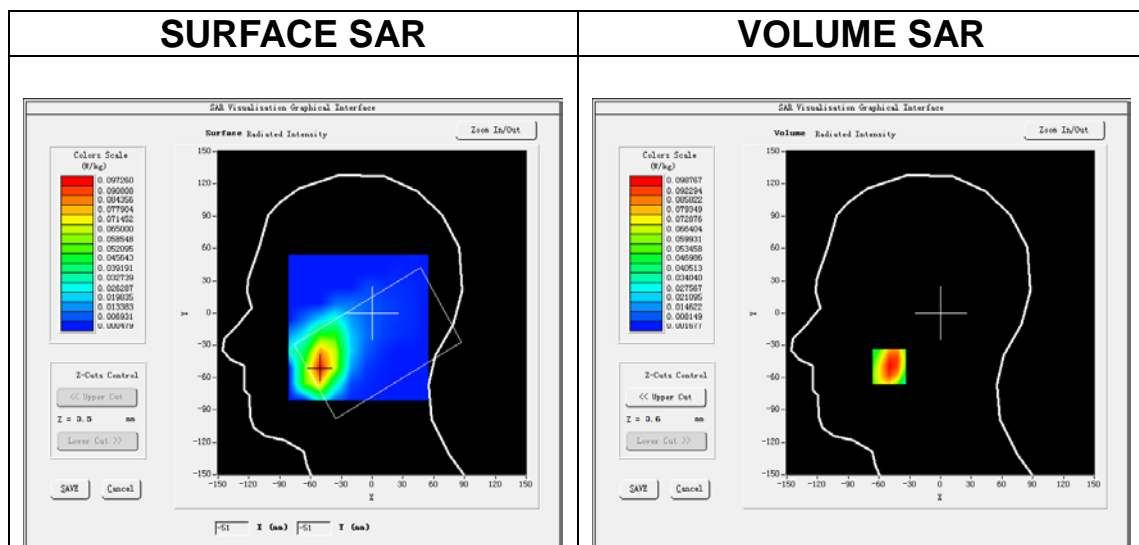 SURFACE SAR
VOLUME SAR
SAR Visualisation Graphical Interface
Surface Radiated Intensity
Zoom In/Out
Colors Scale
(W/kg)
0.097260
0.090808
0.084356
0.077904
0.071452
0.065000
0.058548
0.052095
0.045643
0.039191
0.032739
0.026287
0.019835
0.013383
0.006931
0.000479
150
120
90
60
30
0
-30
-60
-90
-120
-150
Y
-150 -120 -90 -60 -30 0 30 60 90 120 150
X
Z-Cuts Control
<< Upper Cut
Z = 3.5 mm
Lower Cut >>
SAVE Cancel
-51 X (mm) -51 Y (mm)
SAR Visualisation Graphical Interface
Volume Radiated Intensity
Zoom In/Out
Colors Scale
(W/kg)
0.098767
0.092294
0.085822
0.079349
0.072876
0.066404
0.059931
0.053458
0.046986
0.040513
0.034040
0.027567
0.021095
0.014622
0.008149
0.001677
150
120
90
60
30
0
-30
-60
-90
-120
-150
Y
-150 -120 -90 -60 -30 0 30 60 90 120 150
X
Z-Cuts Control
<< Upper Cut
Z = 3.6 mm
Lower Cut >>
SAVE Cancel